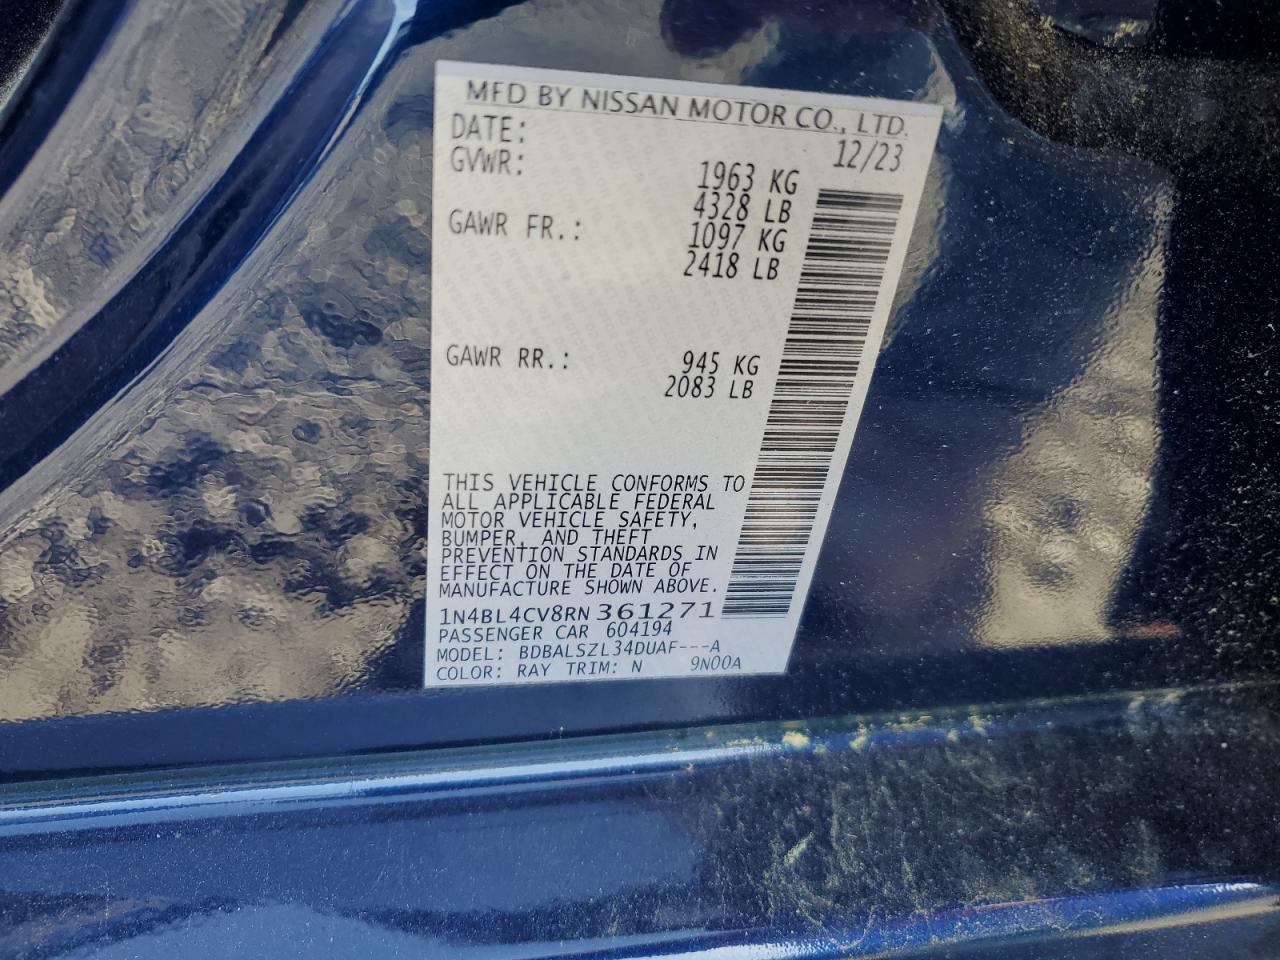 MFD BY NISSAN MOTOR CO., LTD.
DATE: 12/23
GVWR: 1963 KG
4328 LB
GAWR FR.: 1097 KG
2418 LB
GAWR RR.: 945 KG
2083 LB
THIS VEHICLE CONFORMS TO
ALL APPLICABLE FEDERAL
MOTOR VEHICLE SAFETY,
BUMPER, AND THEFT
PREVENTION STANDARDS IN
EFFECT ON THE DATE OF
MANUFACTURE SHOWN ABOVE.
1N4BL4CV8RN 361271
PASSENGER CAR 604194
MODEL: BDBALSZL34DUAF---A
COLOR: RAY TRIM: N 9N00A